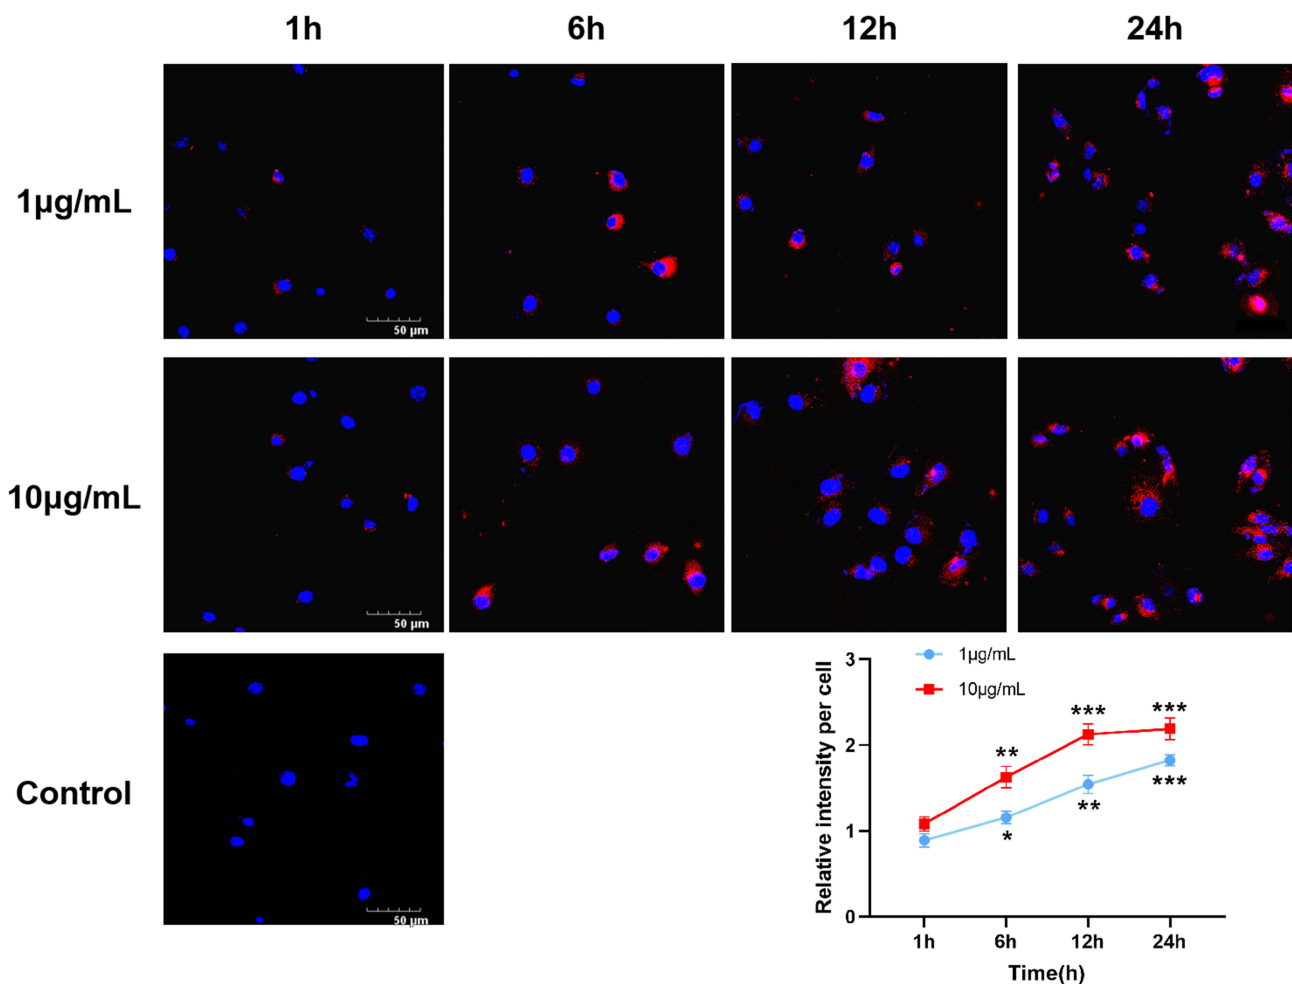 1h 6h 12h 24h
1µg/mL
50 µm
10µg/mL
50 µm
Control
50 µm
1µg/mL
10µg/mL
Relative intensity per cell
3
2
1
0
*** ***
**
***
**
*
1h 6h 12h 24h
Time(h)